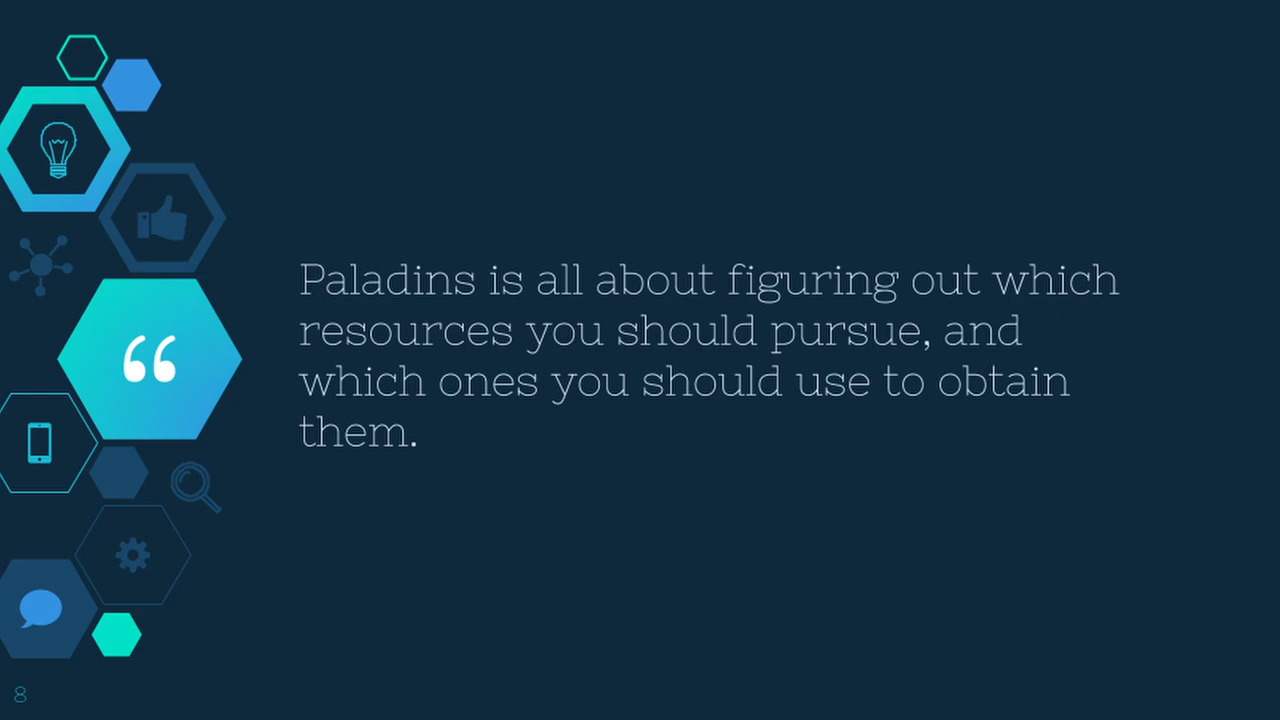 “
Paladins is all about figuring out which
resources you should pursue, and
which ones you should use to obtain
them.
8